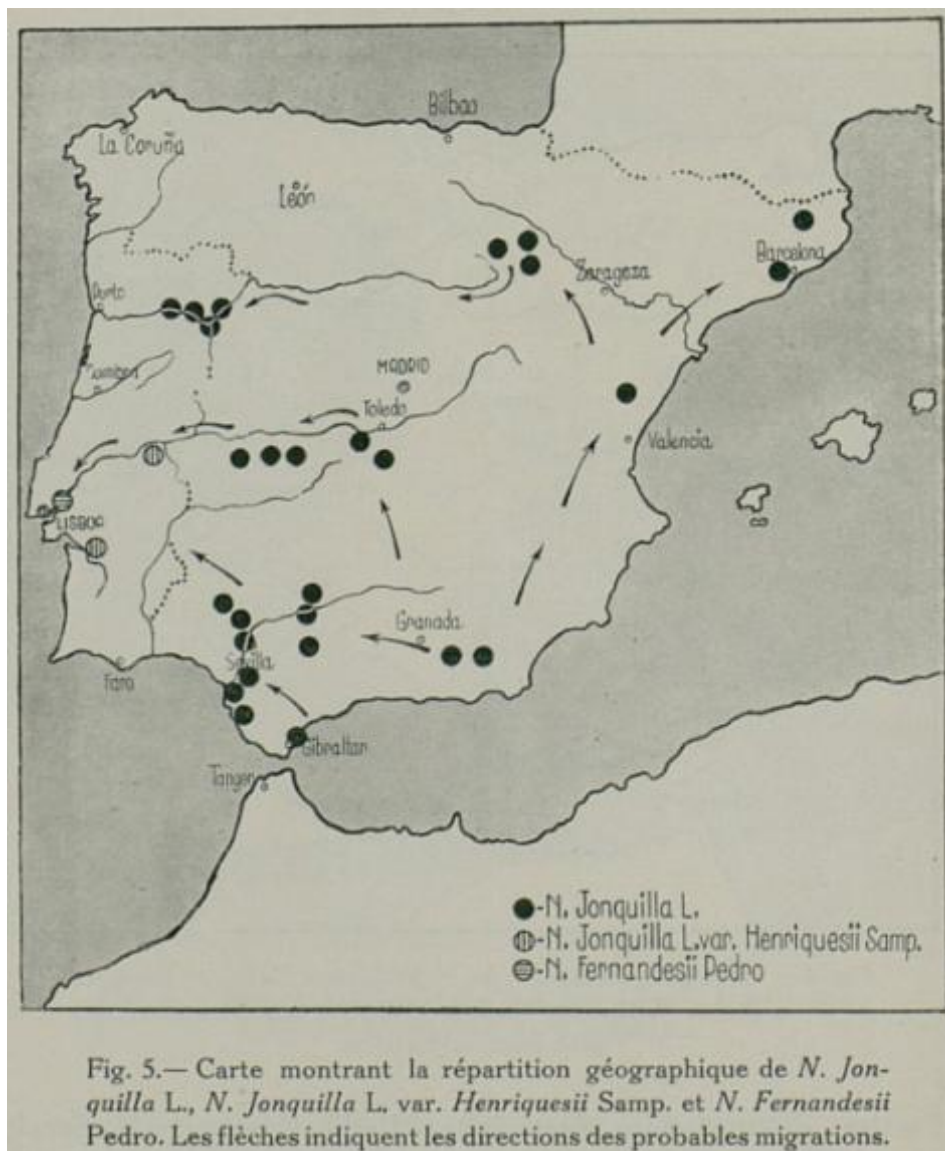 Bilbao
La Coruña
León
Barcelona
Zaragoza
Porto
MADRID
Coimbra
Toledo
Valencia
LISBOA
Granada
Sevilla
Faro
Gibraltar
Tanger
-N. Jonquilla L.
-N. Jonquilla L.var. Henriquesii Samp.
-N. Fernandesii Pedro
Fig. 5.— Carte montrant la répartition géographique de N. Jon-
quilla L., N. Jonquilla L. var. Henriquesii Samp. et N. Fernandesii
Pedro. Les flèches indiquent les directions des probables migrations.